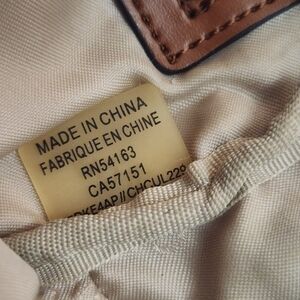 MADE IN CHINA
FABRIQUE EN CHINE
RN54163
CA57151